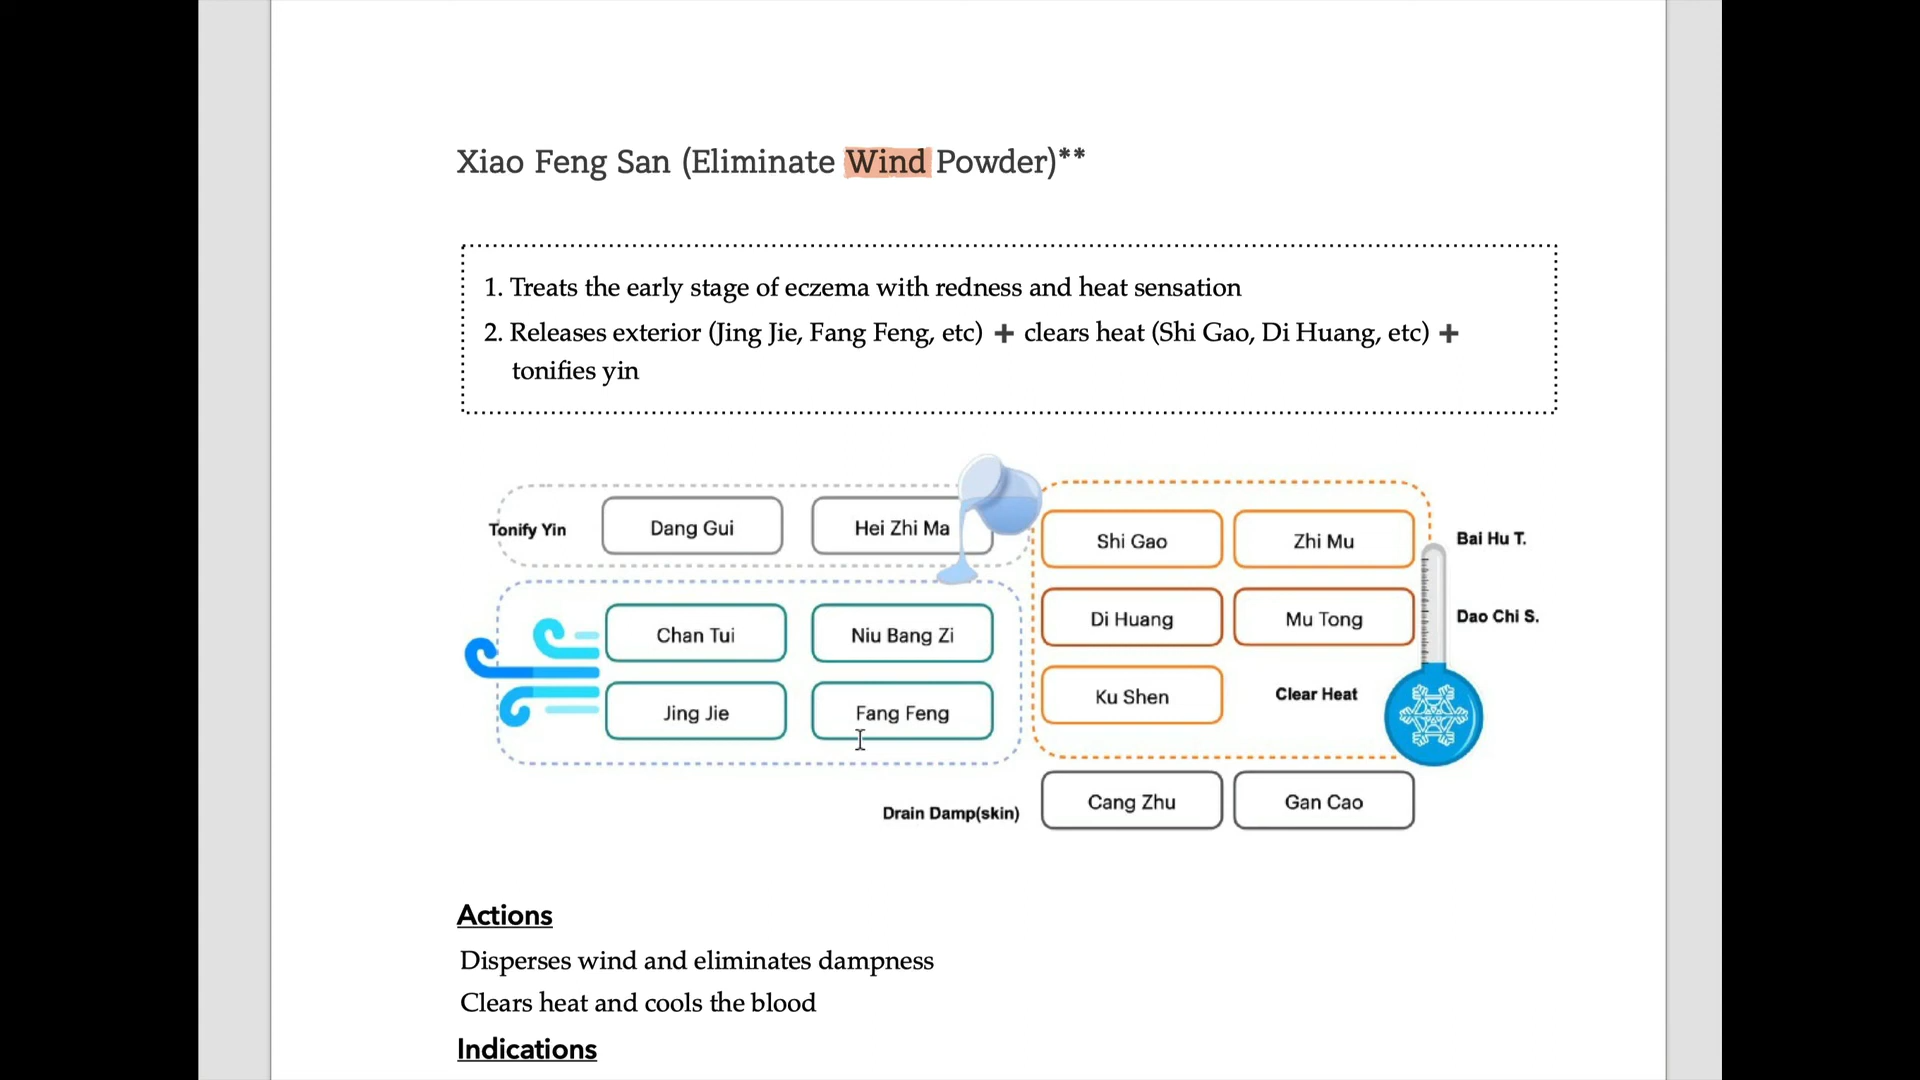 Xiao Feng San (Eliminate Wind Powder)**
1. Treats the early stage of eczema with redness and heat sensation
2. Releases exterior (Jing Jie, Fang Feng, etc) ➕ clears heat (Shi Gao, Di Huang, etc) ➕
tonifies yin
Tonify Yin
Dang Gui
Hei Zhi Ma
Chan Tui
Niu Bang Zi
Jing Jie
Fang Feng
Shi Gao
Zhi Mu
Bai Hu T.
Di Huang
Mu Tong
Dao Chi S.
Ku Shen
Clear Heat
Drain Damp(skin)
Cang Zhu
Gan Cao
Actions
Disperses wind and eliminates dampness
Clears heat and cools the blood
Indications